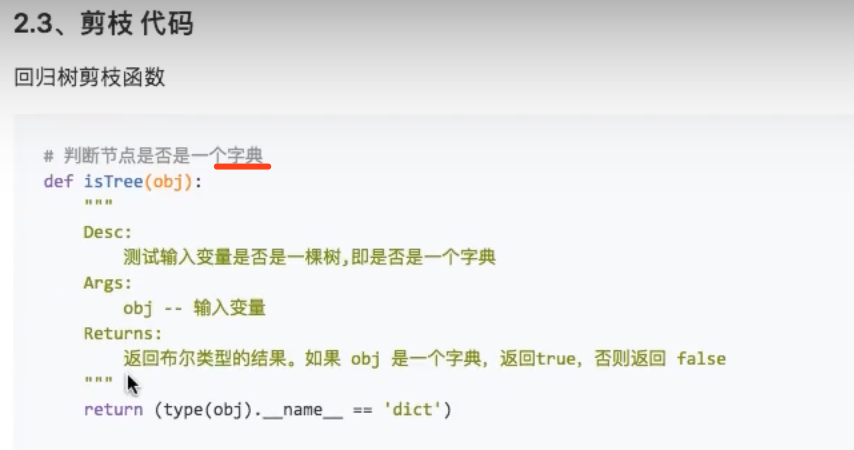 2.3、剪枝 代码
回归树剪枝函数
# 判断节点是否是一个字典
def isTree(obj):
"""
Desc:
测试输入变量是否是一棵树,即是否是一个字典
Args:
obj -- 输入变量
Returns:
返回布尔类型的结果。如果 obj 是一个字典，返回true，否则返回 false
"""
return (type(obj).__name__ == 'dict')